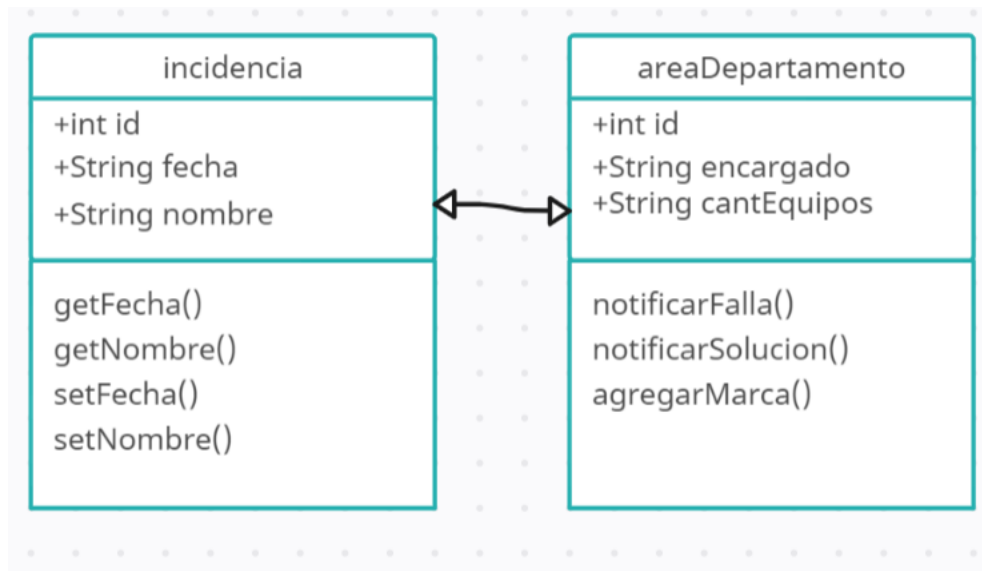 incidencia
+int id
+String fecha
+String nombre
getFecha()
getNombre()
setFecha()
setNombre()
areaDepartamento
+int id
+String encargado
+String cantEquipos
notificarFalla()
notificarSolucion()
agregarMarca()